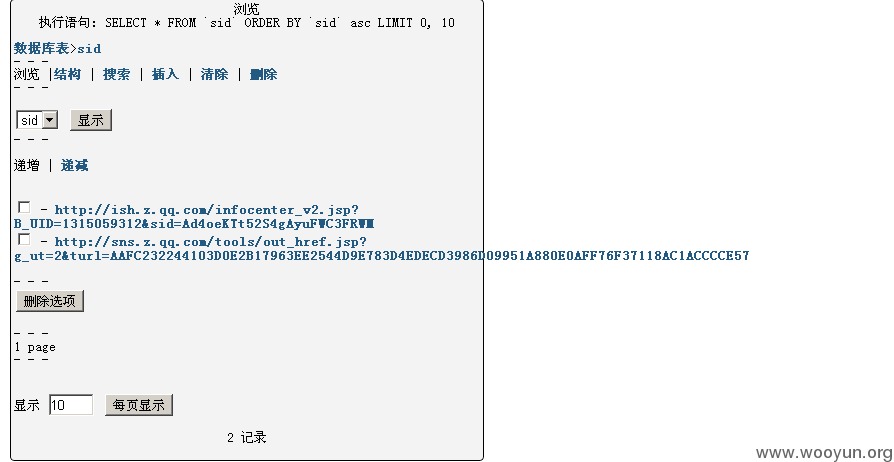 浏览
执行语句: SELECT * FROM `sid` ORDER BY `sid` asc LIMIT 0, 10
数据库表>sid
- - -
浏览 |结构 | 搜索 | 插入 | 清除 | 删除
- - -
sid 显示
- - -
递增 | 递减
- http://ish.z.qq.com/infocenter_v2.jsp?
B_UID=1315059312&sid=Ad4oeKTt52S4gAyuFWC3FRWM
- http://sns.z.qq.com/tools/out_href.jsp?
g_ut=2&turl=AAFC232244103D0E2B17963EE2544D9E783D4EDECD3986D09951A880E0AFF76F37118AC1ACCCCE57
- - -
删除选项
- - -
1 page
- - -
显示 10 每页显示
2 记录
www.wooyun.org